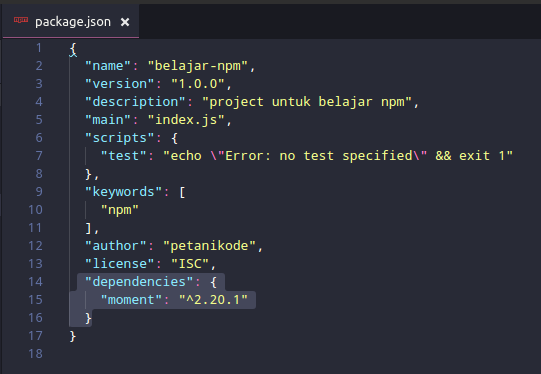 package.json ×
1 {
2 "name": "belajar-npm",
3 "version": "1.0.0",
4 "description": "project untuk belajar npm",
5 "main": "index.js",
6 "scripts": {
7 "test": "echo \"Error: no test specified\" && exit 1"
8 },
9 "keywords": [
10 "npm"
11 ],
12 "author": "petanikode",
13 "license": "ISC",
14 "dependencies": {
15 "moment": "^2.20.1"
16 }
17 }
18